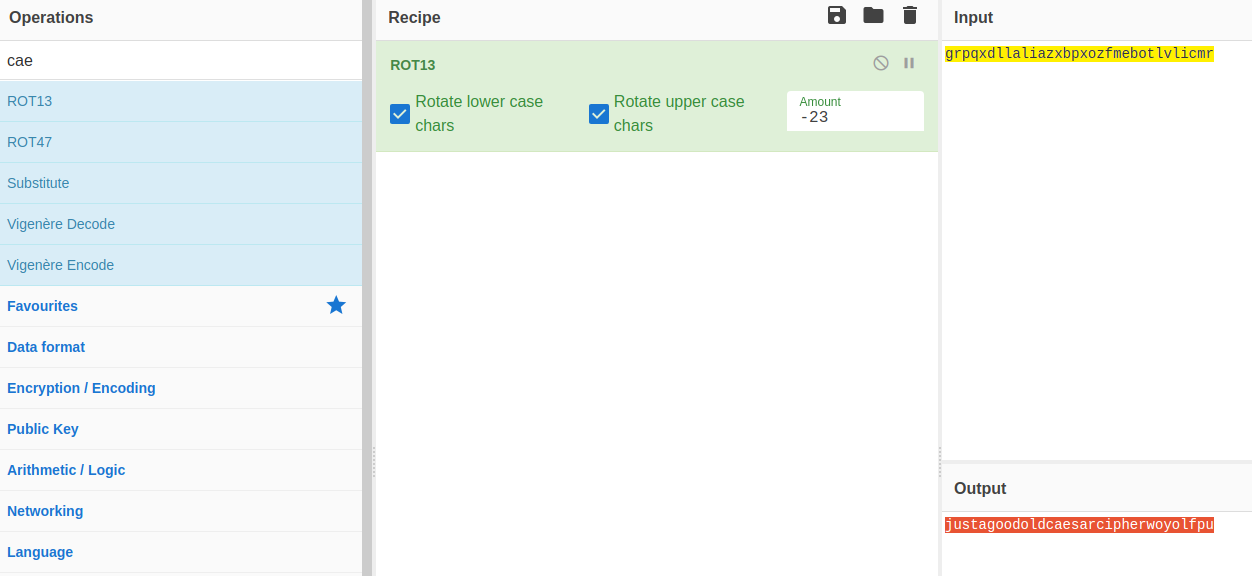 Operations
cae
ROT13
ROT47
Substitute
Vigenère Decode
Vigenère Encode
Favourites
Data format
Encryption / Encoding
Public Key
Arithmetic / Logic
Networking
Language
Recipe
ROT13
Rotate lower case
chars
Rotate upper case
chars
Amount
-23
Input
grpqxdllaliazxbpxozfmebotlvlicmr
Output
justagoodoldcaesarcipherwoyolfpu